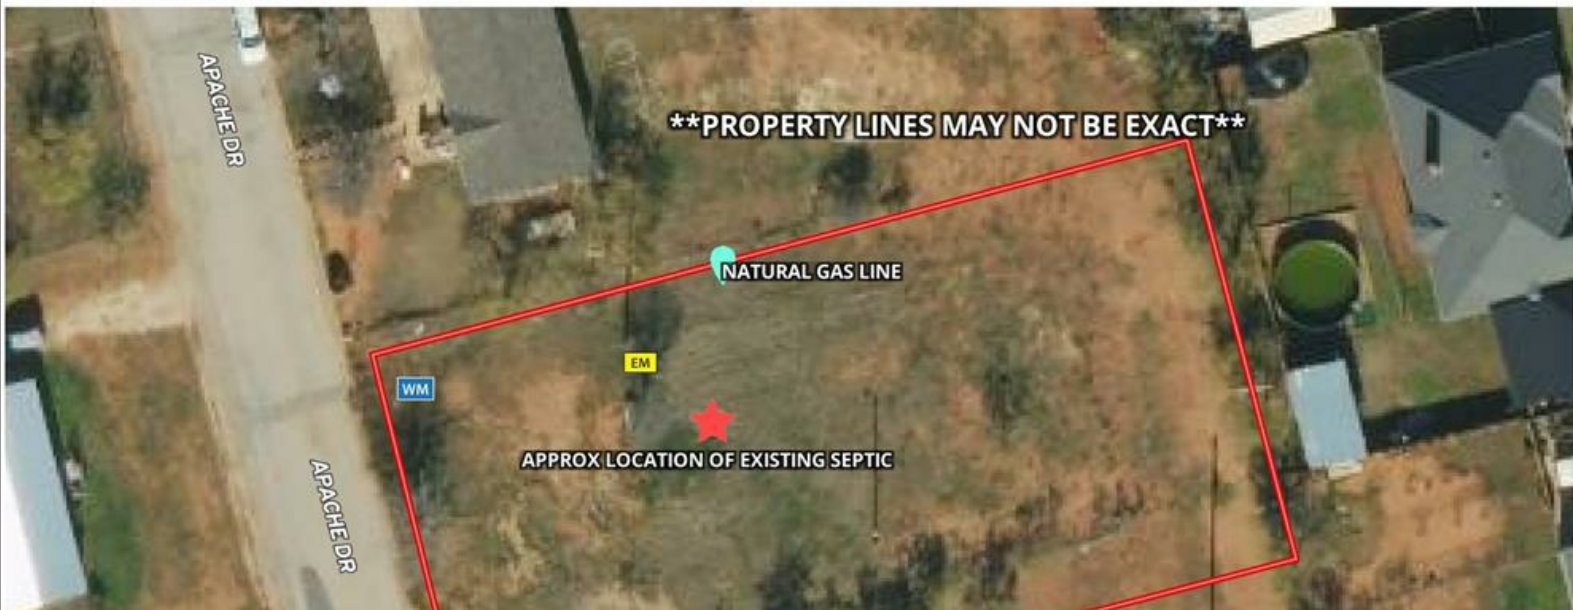 APACHE DR
**PROPERTY LINES MAY NOT BE EXACT**
NATURAL GAS LINE
EM
WM
APPROX LOCATION OF EXISTING SEPTIC
APACHE DR